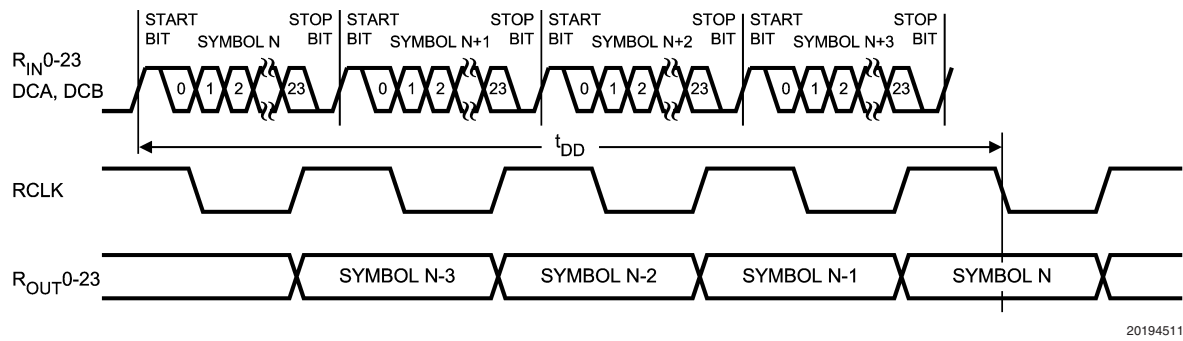 START STOP START STOP START STOP START STOP
BIT SYMBOL N BIT BIT SYMBOL N+1 BIT BIT SYMBOL N+2 BIT BIT SYMBOL N+3 BIT
RIN0-23
DCA, DCB
0 1 2 23 0 1 2 23 0 1 2 23 0 1 2 23
tDD
RCLK
ROUT0-23 SYMBOL N-3 SYMBOL N-2 SYMBOL N-1 SYMBOL N
20194511